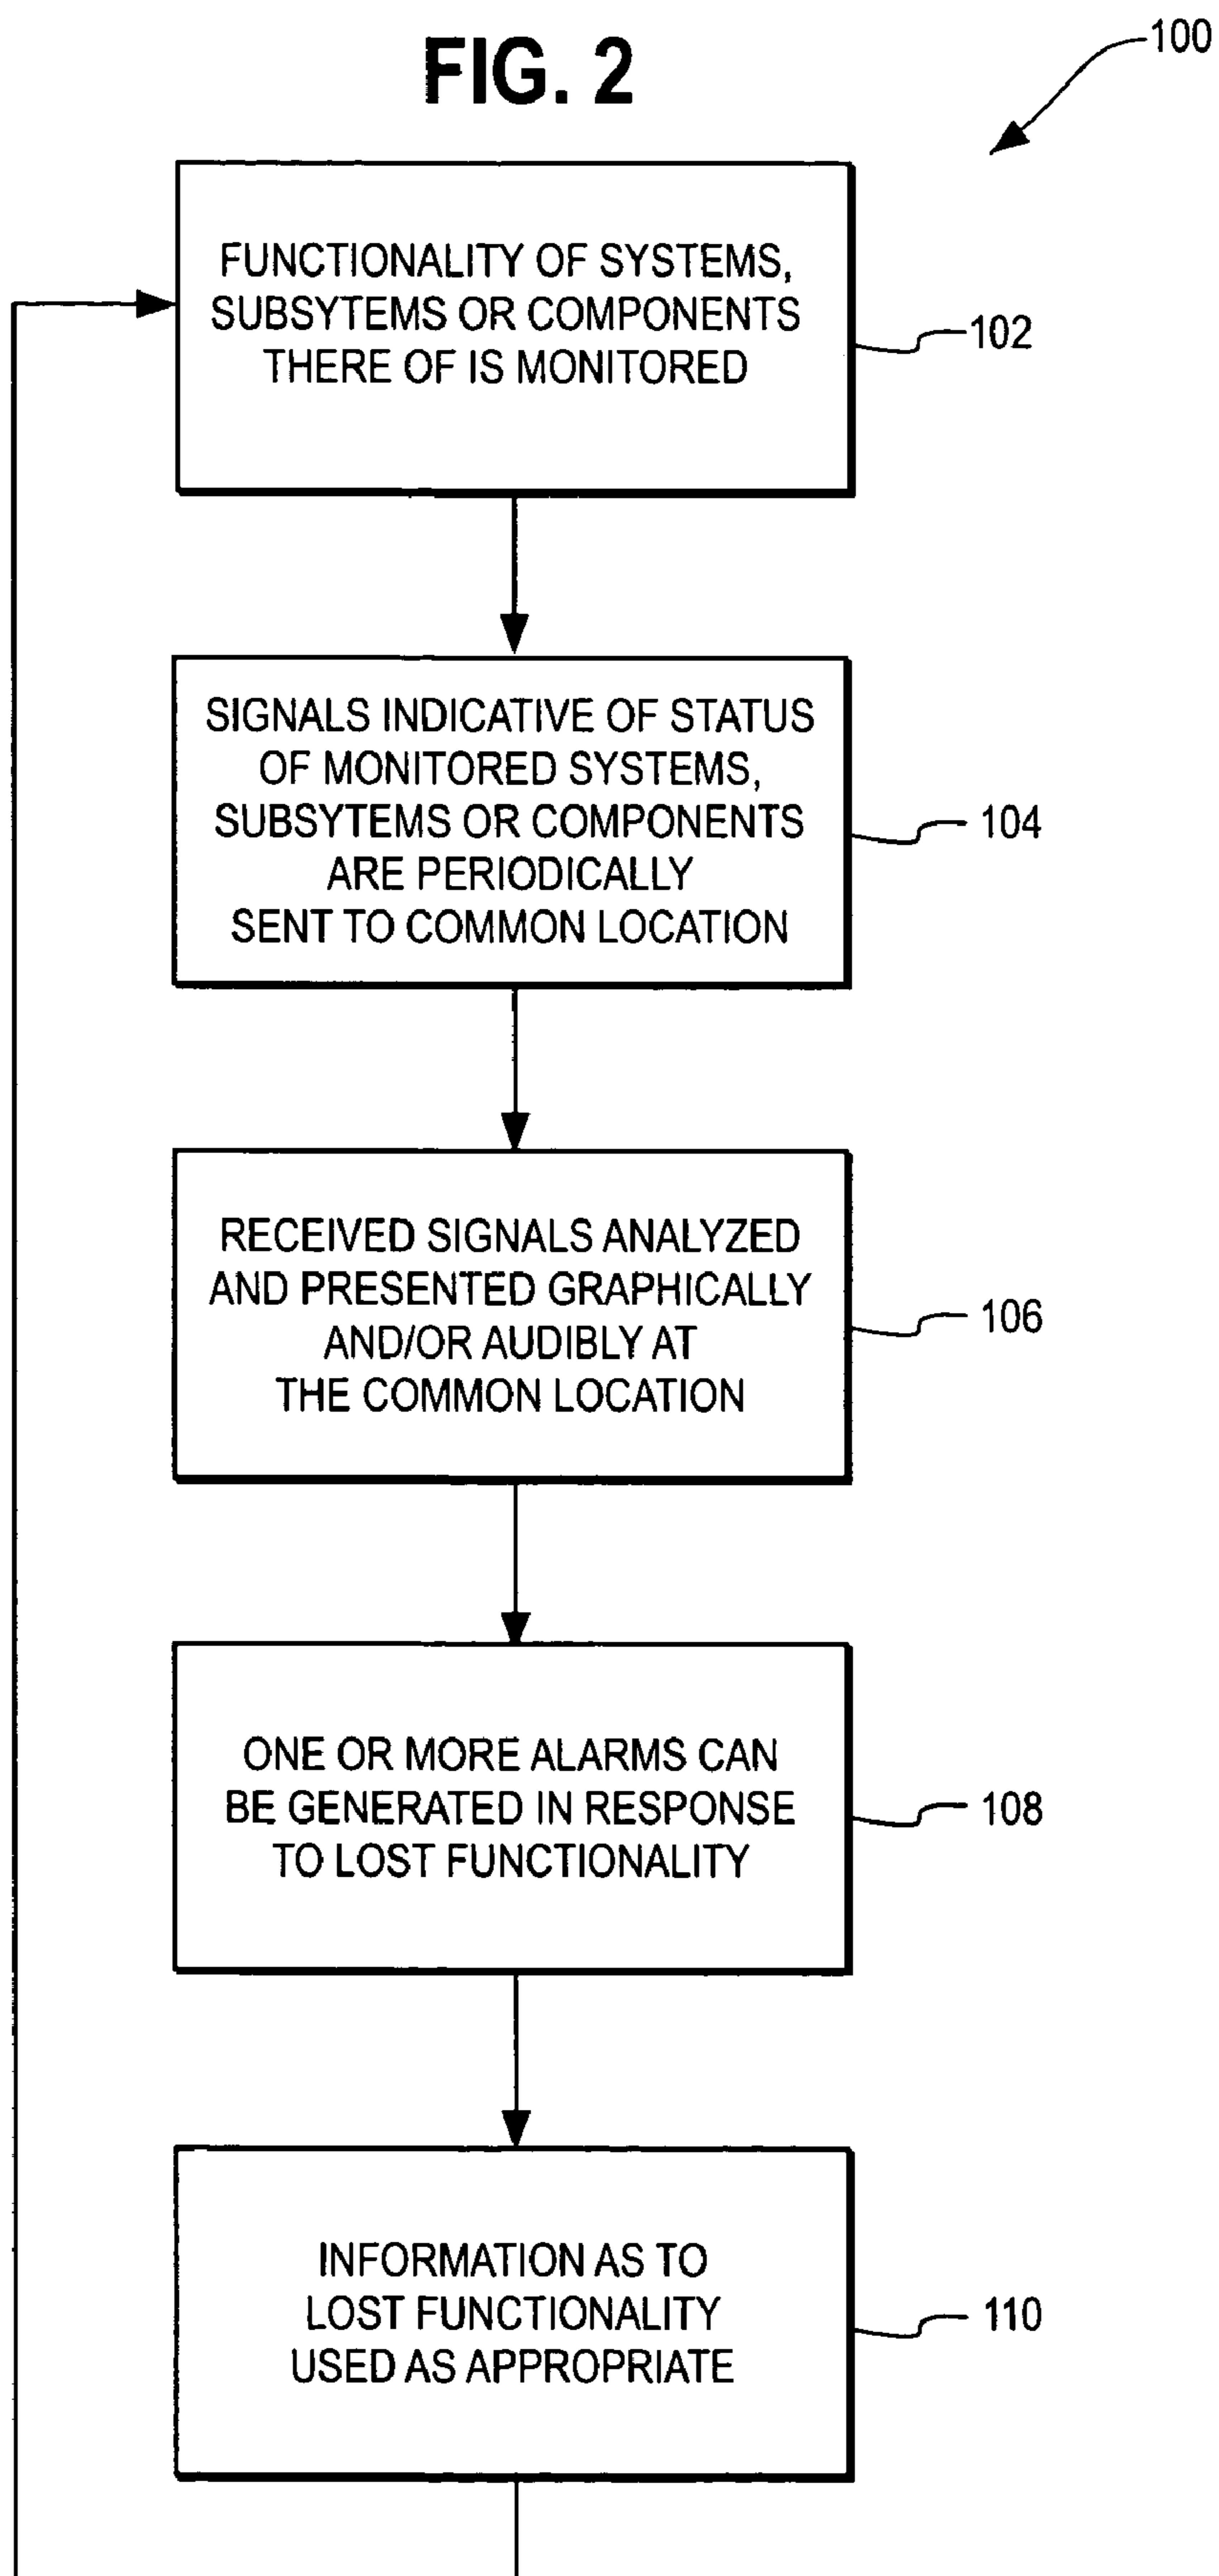 FIG. 2
100
FUNCTIONALITY OF SYSTEMS,
SUBSYTEMS OR COMPONENTS
THERE OF IS MONITORED
102
SIGNALS INDICATIVE OF STATUS
OF MONITORED SYSTEMS,
SUBSYTEMS OR COMPONENTS
ARE PERIODICALLY
SENT TO COMMON LOCATION
104
RECEIVED SIGNALS ANALYZED
AND PRESENTED GRAPHICALLY
AND/OR AUDIBLY AT
THE COMMON LOCATION
106
ONE OR MORE ALARMS CAN
BE GENERATED IN RESPONSE
TO LOST FUNCTIONALITY
108
INFORMATION AS TO
LOST FUNCTIONALITY
USED AS APPROPRIATE
110